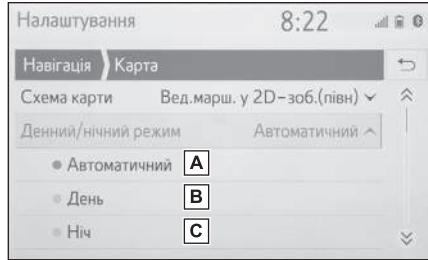 Налаштування 8:22
Навігація Карта
Схема карти Вед.марш. у 2D-зоб.(півн)
Денний/нічний режим Автоматичний
Автоматичний A
День B
Ніч C